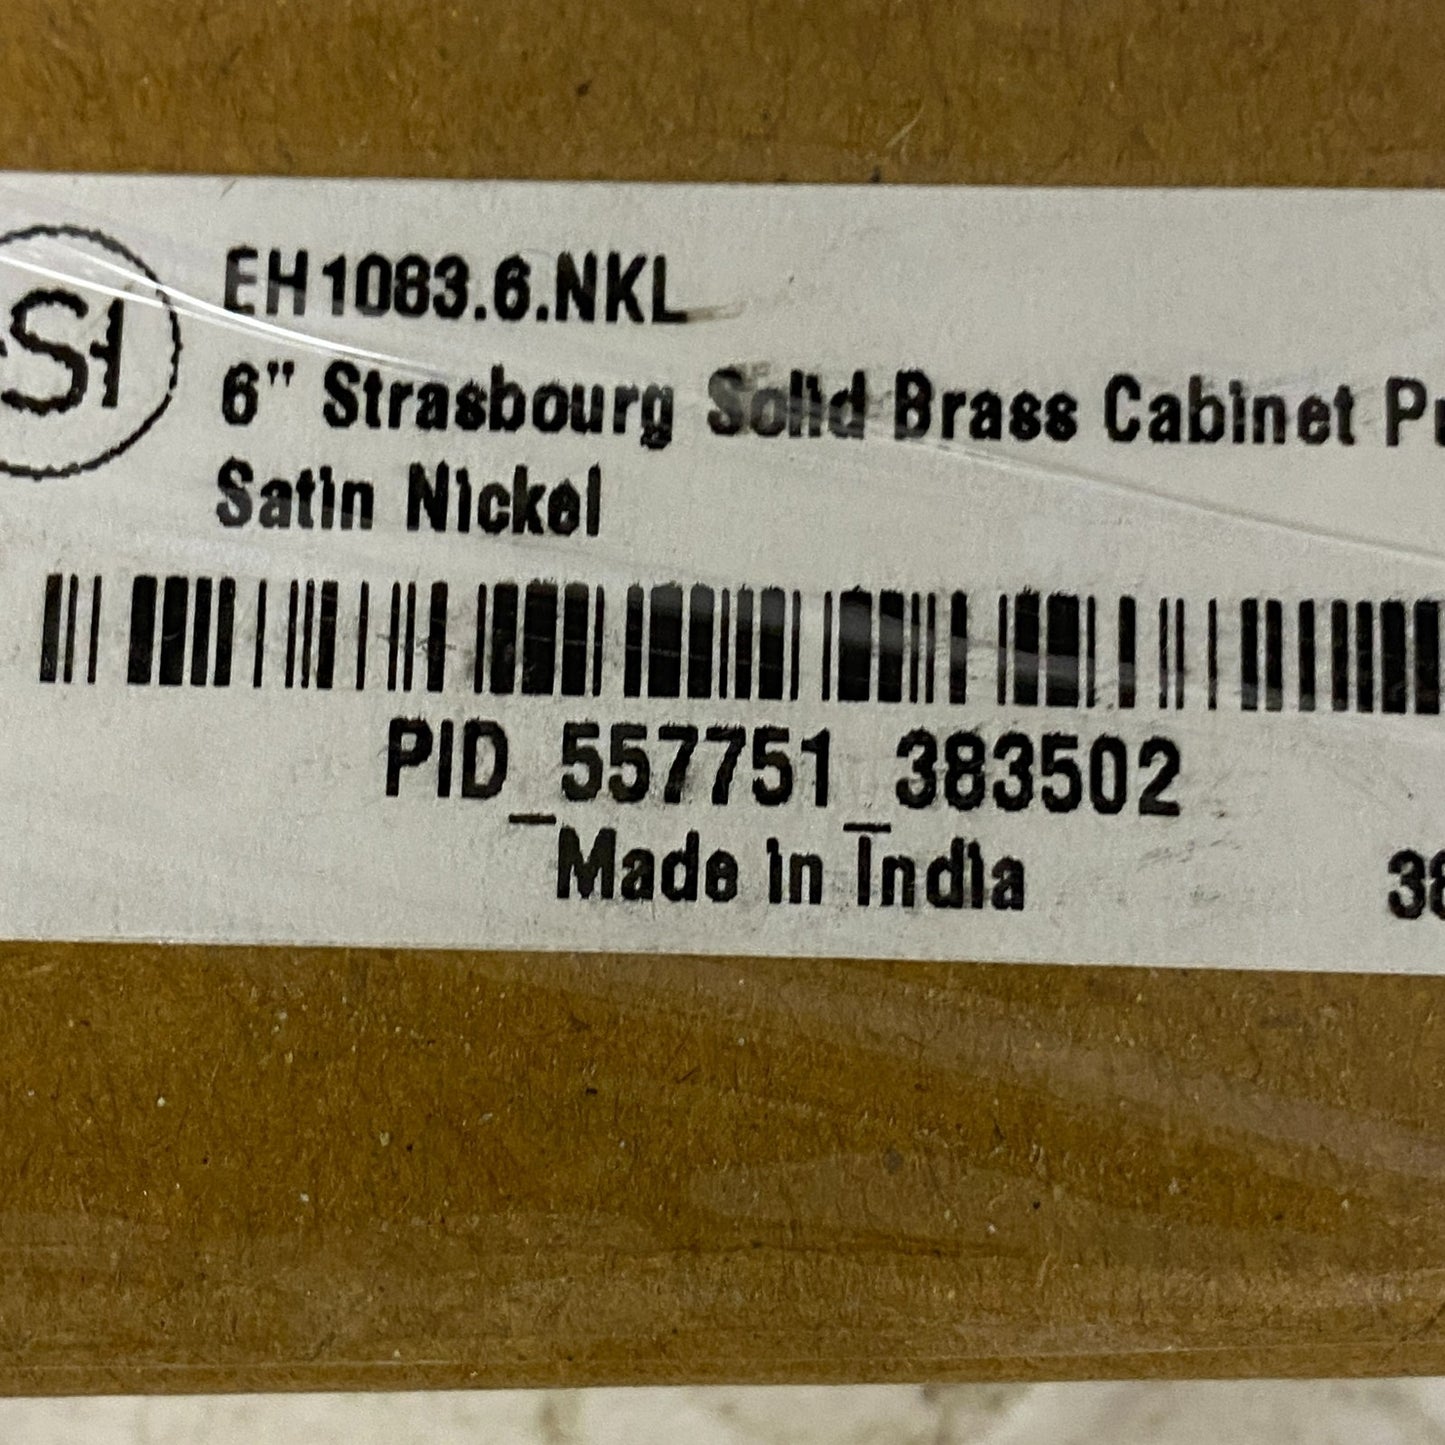 SH
EH1083.6.NKL
6" Strasbourg Solid Brass Cabinet
Satin Nickel
PID_557751_383502
Made in India